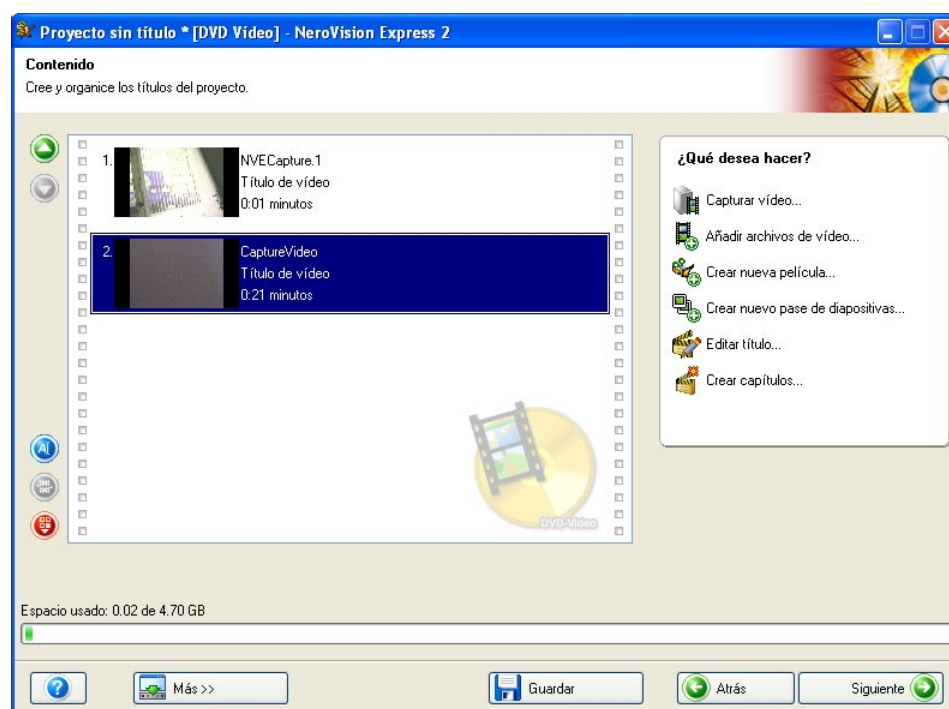 Proyecto sin título * [DVD Vídeo] - NeroVision Express 2
Contenido
Cree y organice los títulos del proyecto.
1.
NVECapture.1
Título de vídeo
0:01 minutos
2.
CaptureVideo
Título de vídeo
0:21 minutos
DVD-Video
¿Qué desea hacer?
Capturar vídeo...
Añadir archivos de vídeo...
Crear nueva película...
Crear nuevo pase de diapositivas...
Editar título...
Crear capítulos...
Espacio usado: 0.02 de 4.70 GB
Más >>
Guardar
Atrás
Siguiente